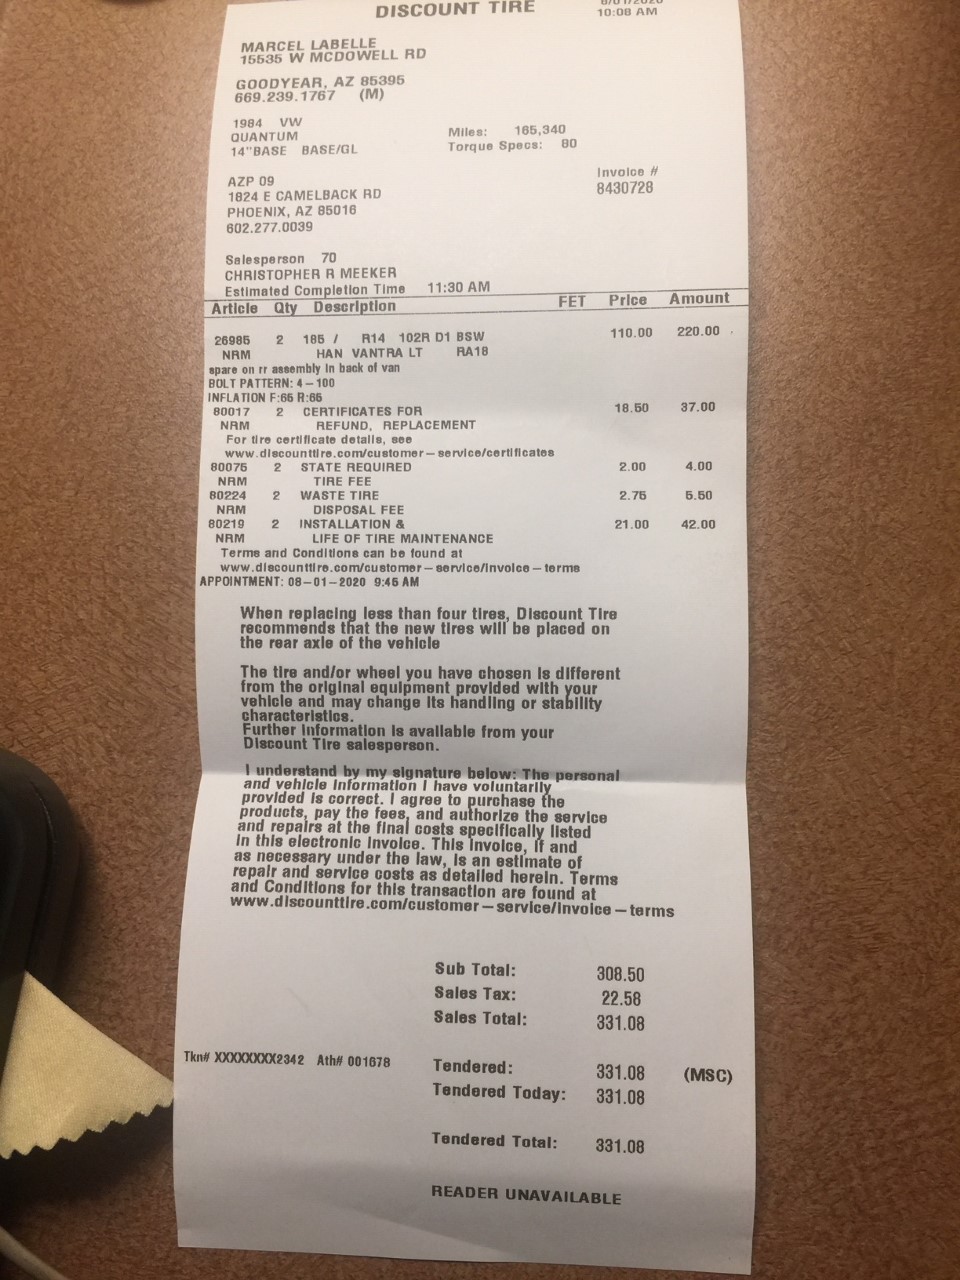 DISCOUNT TIRE 8/01/2020
10:08 AM
MARCEL LABELLE
15535 W MCDOWELL RD
GOODYEAR, AZ 85395
669.239.1767 (M)
1984 VW
QUANTUM Miles: 165,340
14"BASE BASE/GL Torque Specs: 80
Invoice #
AZP 09 8430728
1824 E CAMELBACK RD
PHOENIX, AZ 85016
602.277.0039
Salesperson 70
CHRISTOPHER R MEEKER
Estimated Completion Time 11:30 AM
Article Qty Description FET Price Amount
26985 2 185 / R14 102R D1 BSW 110.00 220.00
NRM HAN VANTRA LT RA18
spare on rr assembly in back of van
BOLT PATTERN: 4-100
INFLATION F:65 R:65
80017 2 CERTIFICATES FOR 18.50 37.00
NRM REFUND, REPLACEMENT
For tire certificate details, see
www.discounttire.com/customer-service/certificates
80075 2 STATE REQUIRED 2.00 4.00
NRM TIRE FEE
80224 2 WASTE TIRE 2.75 5.50
NRM DISPOSAL FEE
80219 2 INSTALLATION & 21.00 42.00
NRM LIFE OF TIRE MAINTENANCE
Terms and Conditions can be found at
www.discounttire.com/customer-service/invoice-terms
APPOINTMENT: 08-01-2020 9:45 AM
When replacing less than four tires, Discount Tire
recommends that the new tires will be placed on
the rear axle of the vehicle
The tire and/or wheel you have chosen is different
from the original equipment provided with your
vehicle and may change its handling or stability
characteristics.
Further information is available from your
Discount Tire salesperson.
I understand by my signature below: The personal
and vehicle information I have voluntarily
provided is correct. I agree to purchase the
products, pay the fees, and authorize the service
and repairs at the final costs specifically listed
in this electronic invoice. This Invoice, if and
as necessary under the law, is an estimate of
repair and service costs as detailed herein. Terms
and Conditions for this transaction are found at
www.discounttire.com/customer-service/invoice-terms
Sub Total: 308.50
Sales Tax: 22.58
Sales Total: 331.08
Tkn# XXXXXXXX2342 Ath# 001678 Tendered: 331.08 (MSC)
Tendered Today: 331.08
Tendered Total: 331.08
READER UNAVAILABLE